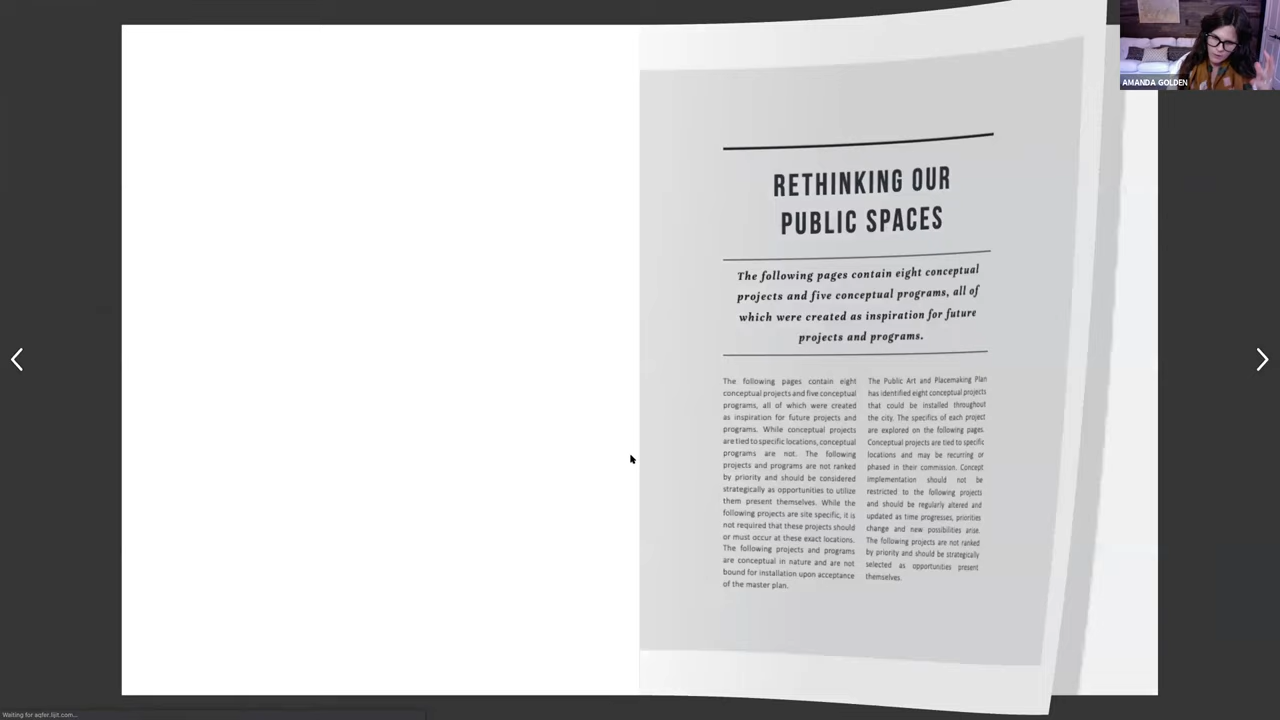 AMANDA GOLDEN
RETHINKING OUR
PUBLIC SPACES
The following pages contain eight conceptual
projects and five conceptual programs, all of
which were created as inspiration for future
projects and programs.
The following pages contain eight
conceptual projects and five conceptual
programs, all of which were created
as inspiration for future projects and
programs. While conceptual projects
are tied to specific locations, conceptual
programs are not. The following
projects and programs are not ranked
by priority and should be considered
strategically as opportunities to utilize
them present themselves. While the
following projects are site specific, it is
not required that these projects should
or must occur at these exact locations.
The following projects and programs
are conceptual in nature and are not
bound for installation upon acceptance
of the master plan.
The Public Art and Placemaking Plan
has identified eight conceptual projects
that could be installed throughout
the city. The specifics of each project
are explored on the following pages.
Conceptual projects are tied to specific
locations and may be recurring or
phased in their commission. Concept
implementation should not be
restricted to the following projects
and should be regularly altered and
updated as time progresses, priorities
change and new possibilities arise.
The following projects are not ranked
by priority and should be strategically
selected as opportunities present
themselves.
Waiting for aqfer.lijit.com...